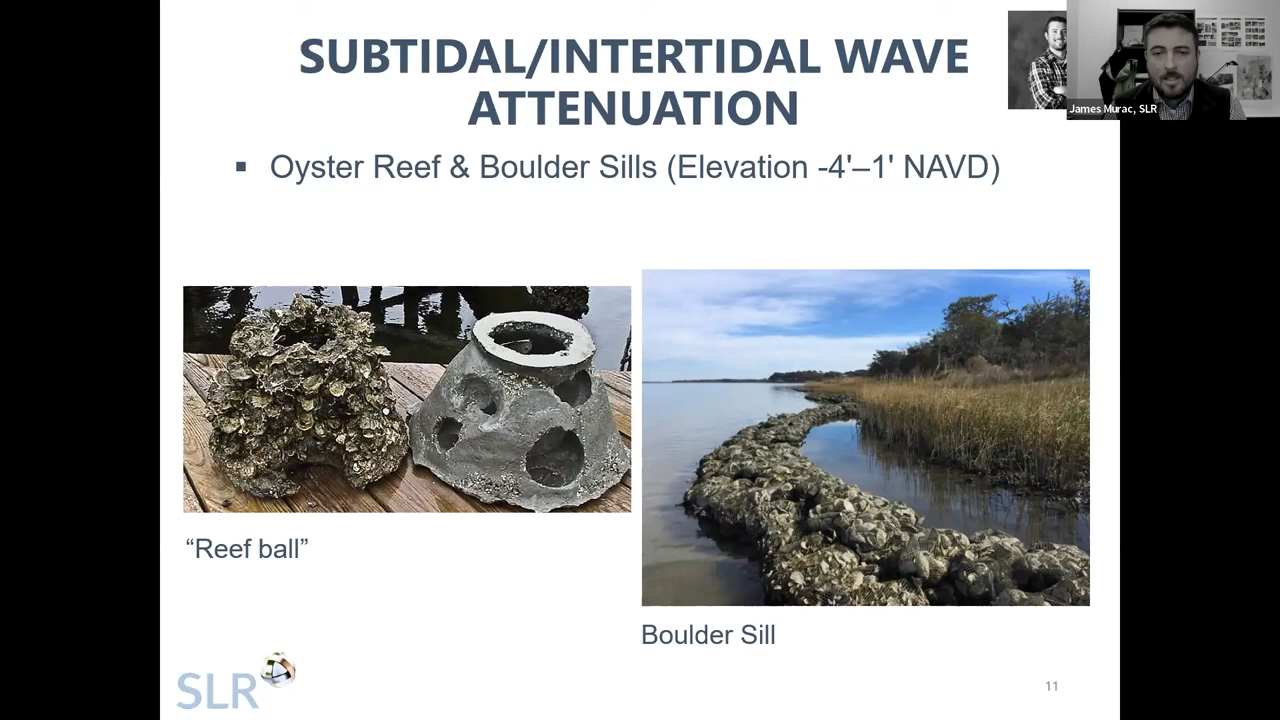 SUBTIDAL/INTERTIDAL WAVE
ATTENUATION
James Murac, SLR
▪ Oyster Reef & Boulder Sills (Elevation -4'–1' NAVD)
“Reef ball”
Boulder Sill
SLR
11